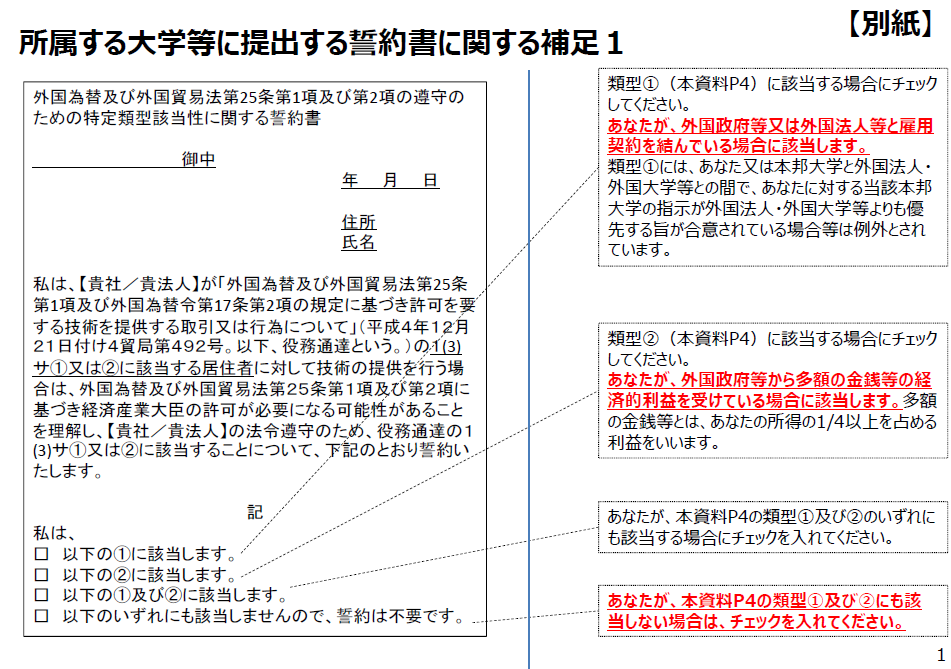 【別紙】
所属する大学等に提出する誓約書に関する補足１
外国為替及び外国貿易法第25条第1項及び第2項の遵守の
ための特定類型該当性に関する誓約書
御中
年　月　日
住所
氏名
私は、【貴社／貴法人】が「外国為替及び外国貿易法第25条
第1項及び外国為替令第17条第2項の規定に基づき許可を要
する技術を提供する取引又は行為について」（平成４年１２月
２１日付け４貿局第４９２号。以下、役務通達という。）の1(3)
サ①又は②に該当する居住者に対して技術の提供を行う場
合は、外国為替及び外国貿易法第２５条第１項及び第２項に
基づき経済産業大臣の許可が必要になる可能性があること
を理解し、【貴社／貴法人】の法令遵守のため、役務通達の１
(3)サ①又は②に該当することについて、下記のとおり誓約い
たします。
記
私は、
□　以下の①に該当します。
□　以下の②に該当します。
□　以下の①及び②に該当します。
□　以下のいずれにも該当しませんので、誓約は不要です。
類型①（本資料P4）に該当する場合にチェック
してください。
あなたが、外国政府等又は外国法人等と雇用
契約を結んでいる場合に該当します。
類型①には、あなた又は本邦大学と外国法人・
外国大学等との間で、あなたに対する当該本邦
大学の指示が外国法人・外国大学等よりも優
先する旨が合意されている場合等は例外とされ
ています。
類型②（本資料P4）に該当する場合にチェック
してください。
あなたが、外国政府等から多額の金銭等の経
済的利益を受けている場合に該当します。多額
の金銭等とは、あなたの所得の1/4以上を占める
利益をいいます。
あなたが、本資料P4の類型①及び②のいずれに
も該当する場合にチェックを入れてください。
あなたが、本資料P4の類型①及び②にも該
当しない場合は、チェックを入れてください。
1